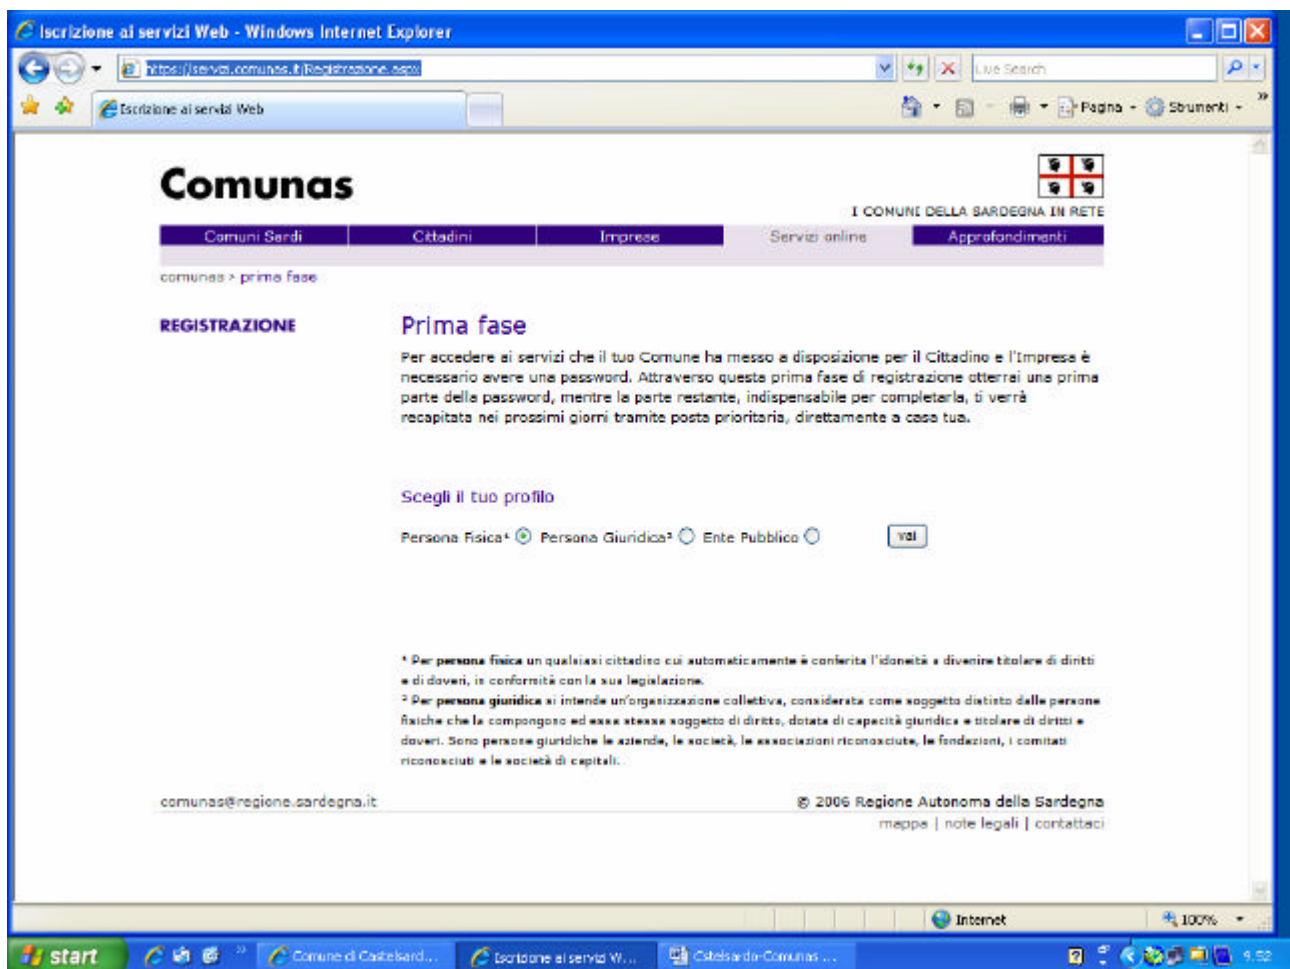 Iscrizione ai servizi Web - Windows Internet Explorer
https://servizi.comunas.it/Registrazione.aspx
Live Search
Iscrizione ai servizi Web
Pagina
Strumenti
Comunas
I COMUNI DELLA SARDEGNA IN RETE
Comuni Sardi Cittadini Imprese Servizi online Approfondimenti
comunas > prima fase
REGISTRAZIONE
Prima fase
Per accedere ai servizi che il tuo Comune ha messo a disposizione per il Cittadino e l'Impresa è
necessario avere una password. Attraverso questa prima fase di registrazione otterrai una prima
parte della password, mentre la parte restante, indispensabile per completarla, ti verrà
recapitata nei prossimi giorni tramite posta prioritaria, direttamente a casa tua.
Scegli il tuo profilo
Persona Fisica¹ Persona Giuridica² Ente Pubblico vai
¹ Per persona fisica un qualsiasi cittadino cui automaticamente è conferita l'idoneità a divenire titolare di diritti
e di doveri, in conformità con la sua legislazione.
² Per persona giuridica si intende un'organizzazione collettiva, considerata come soggetto distinto dalle persone
fisiche che la compongono ed essa stessa soggetto di diritto, dotata di capacità giuridica e titolare di diritti e
doveri. Sono persone giuridiche le aziende, le società, le associazioni riconosciute, le fondazioni, i comitati
riconosciuti e le società di capitali.
comunas@regione.sardegna.it © 2006 Regione Autonoma della Sardegna
mappa | note legali | contattaci
Internet 100%
start Comune di Castelsard... Iscrizione ai servizi W... Cstelsardo-Comunas ... 9.52